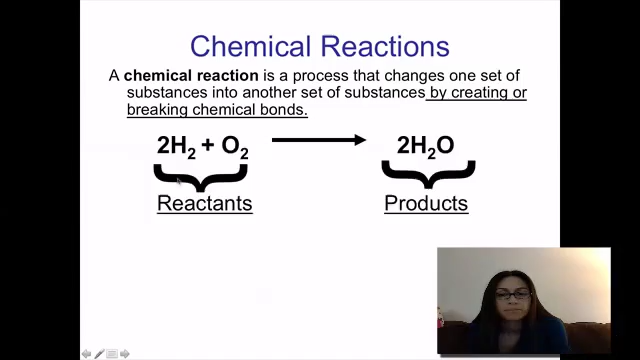 Chemical Reactions
A chemical reaction is a process that changes one set of
substances into another set of substances by creating or
breaking chemical bonds.
2H₂ + O₂ 2H₂O
Reactants Products